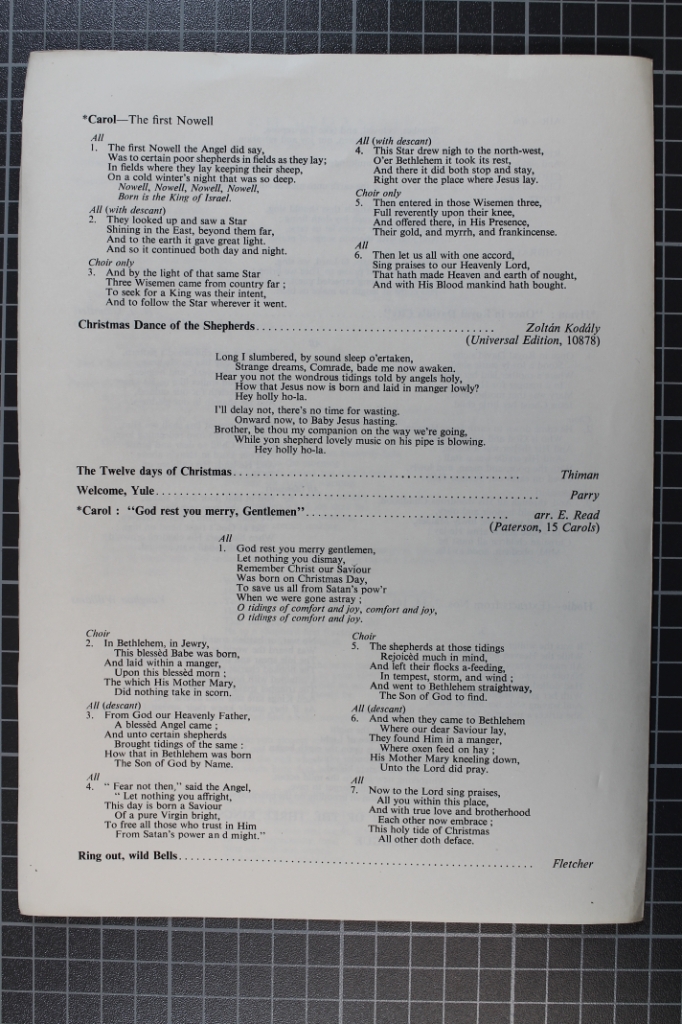 *Carol—The first Nowell
All
1. The first Nowell the Angel did say,
Was to certain poor shepherds in fields as they lay;
In fields where they lay keeping their sheep,
On a cold winter's night that was so deep.
Nowell, Nowell, Nowell, Nowell,
Born is the King of Israel.
All (with descant)
2. They looked up and saw a Star
Shining in the East, beyond them far,
And to the earth it gave great light.
And so it continued both day and night.
Choir only
3. And by the light of that same Star
Three Wisemen came from country far ;
To seek for a King was their intent,
And to follow the Star wherever it went.
All (with descant)
4. This Star drew nigh to the north-west,
O'er Bethlehem it took its rest,
And there it did both stop and stay,
Right over the place where Jesus lay.
Choir only
5. Then entered in those Wisemen three,
Full reverently upon their knee,
And offered there, in His Presence,
Their gold, and myrrh, and frankincense.
All
6. Then let us all with one accord,
Sing praises to our Heavenly Lord,
That hath made Heaven and earth of nought,
And with His Blood mankind hath bought.
Christmas Dance of the Shepherds........................................ Zoltán Kodály
(Universal Edition, 10878)
Long I slumbered, by sound sleep o'ertaken,
Strange dreams, Comrade, bade me now awaken.
Hear you not the wondrous tidings told by angels holy,
How that Jesus now is born and laid in manger lowly?
Hey holly ho-la.
I'll delay not, there's no time for wasting.
Onward now, to Baby Jesus hasting.
Brother, be thou my companion on the way we're going,
While yon shepherd lovely music on his pipe is blowing.
Hey holly ho-la.
The Twelve days of Christmas................................................ Thiman
Welcome, Yule................................................................ Parry
*Carol : “God rest you merry, Gentlemen”.................................. arr. E. Read
(Paterson, 15 Carols)
All
1. God rest you merry gentlemen,
Let nothing you dismay,
Remember Christ our Saviour
Was born on Christmas Day,
To save us all from Satan's pow'r
When we were gone astray ;
O tidings of comfort and joy, comfort and joy,
O tidings of comfort and joy.
Choir
2. In Bethlehem, in Jewry,
This blessèd Babe was born,
And laid within a manger,
Upon this blessèd morn ;
The which His Mother Mary,
Did nothing take in scorn.
All (descant)
3. From God our Heavenly Father,
A blessèd Angel came ;
And unto certain shepherds
Brought tidings of the same :
How that in Bethlehem was born
The Son of God by Name.
All
4. “ Fear not then,” said the Angel,
“ Let nothing you affright,
This day is born a Saviour
Of a pure Virgin bright,
To free all those who trust in Him
From Satan's power an d might.”
Choir
5. The shepherds at those tidings
Rejoicèd much in mind,
And left their flocks a-feeding,
In tempest, storm, and wind ;
And went to Bethlehem straightway,
The Son of God to find.
All (descant)
6. And when they came to Bethlehem
Where our dear Saviour lay,
They found Him in a manger,
Where oxen feed on hay ;
His Mother Mary kneeling down,
Unto the Lord did pray.
All
7. Now to the Lord sing praises,
All you within this place,
And with true love and brotherhood
Each other now embrace ;
This holy tide of Christmas
All other doth deface.
Ring out, wild Bells............................................................ Fletcher